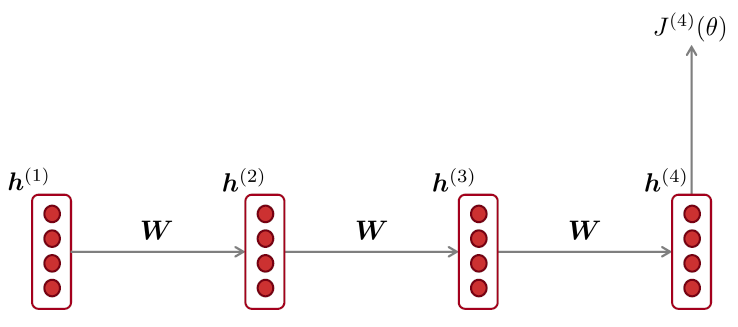 J^{(4)}(θ)
h^{(1)} h^{(2)} h^{(3)} h^{(4)}
W W W